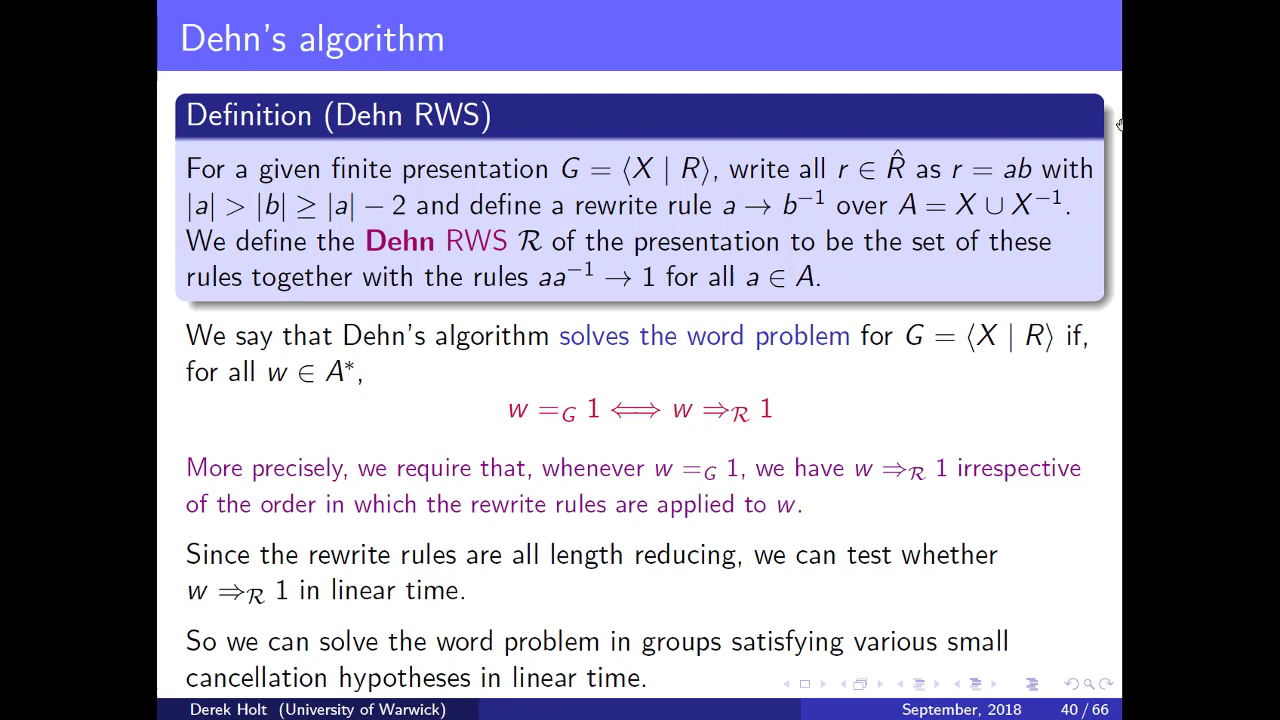 Dehn's algorithm
Definition (Dehn RWS)
For a given finite presentation G = ⟨X | R⟩, write all r ∈ R̂ as r = ab with
|a| > |b| ≥ |a| − 2 and define a rewrite rule a → b⁻¹ over A = X ∪ X⁻¹.
We define the Dehn RWS ℛ of the presentation to be the set of these
rules together with the rules aa⁻¹ → 1 for all a ∈ A.
We say that Dehn's algorithm solves the word problem for G = ⟨X | R⟩ if,
for all w ∈ A*,
w =_G 1 ⟺ w ⇒_ℛ 1
More precisely, we require that, whenever w =_G 1, we have w ⇒_ℛ 1 irrespective
of the order in which the rewrite rules are applied to w.
Since the rewrite rules are all length reducing, we can test whether
w ⇒_ℛ 1 in linear time.
So we can solve the word problem in groups satisfying various small
cancellation hypotheses in linear time.
Derek Holt (University of Warwick) September, 2018 40 / 66